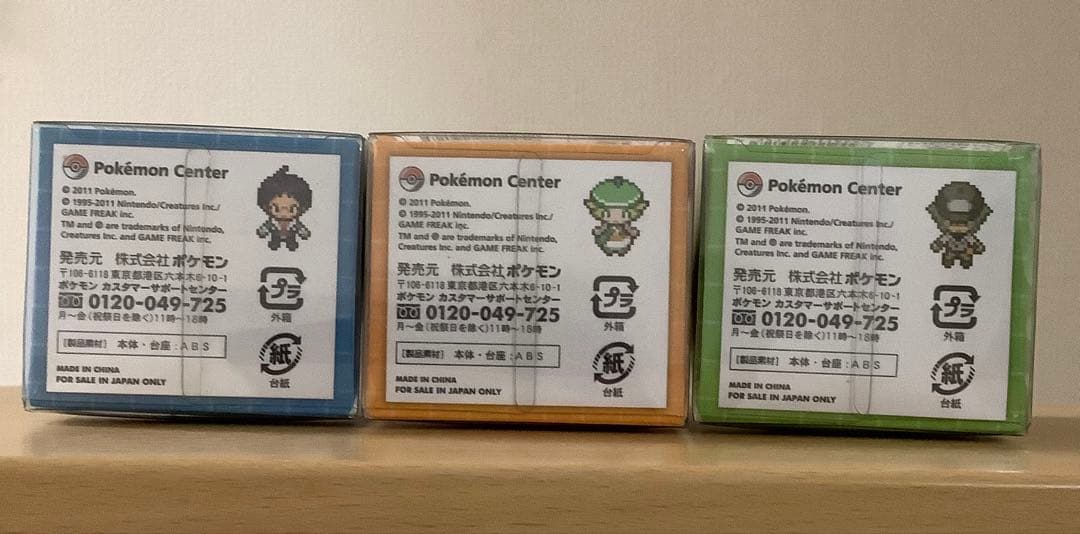 Pokémon Center
© 2011 Pokémon.
© 1995-2011 Nintendo/Creatures Inc./
GAME FREAK inc.
TM and ® are trademarks of Nintendo,
Creatures Inc. and GAME FREAK inc.
発売元 株式会社ポケモン
〒106-6118 東京都港区六本木6-10-1
ポケモン カスタマーサポートセンター
0120-049-725
月〜金(祝祭日を除く)11時〜18時
プラ
外箱
[製品素材] 本体・台座:ABS
紙
台紙
MADE IN CHINA
FOR SALE IN JAPAN ONLY
Pokémon Center
© 2011 Pokémon.
© 1995-2011 Nintendo/Creatures Inc./
GAME FREAK inc.
TM and ® are trademarks of Nintendo,
Creatures Inc. and GAME FREAK inc.
発売元 株式会社ポケモン
〒106-6118 東京都港区六本木6-10-1
ポケモン カスタマーサポートセンター
0120-049-725
月〜金(祝祭日を除く)11時〜18時
プラ
外箱
[製品素材] 本体・台座:ABS
紙
台紙
MADE IN CHINA
FOR SALE IN JAPAN ONLY
Pokémon Center
© 2011 Pokémon.
© 1995-2011 Nintendo/Creatures Inc./
GAME FREAK inc.
TM and ® are trademarks of Nintendo,
Creatures Inc. and GAME FREAK inc.
発売元 株式会社ポケモン
〒106-6118 東京都港区六本木6-10-1
ポケモン カスタマーサポートセンター
0120-049-725
月〜金(祝祭日を除く)11時〜18時
プラ
外箱
[製品素材] 本体・台座:ABS
紙
台紙
MADE IN CHINA
FOR SALE IN JAPAN ONLY